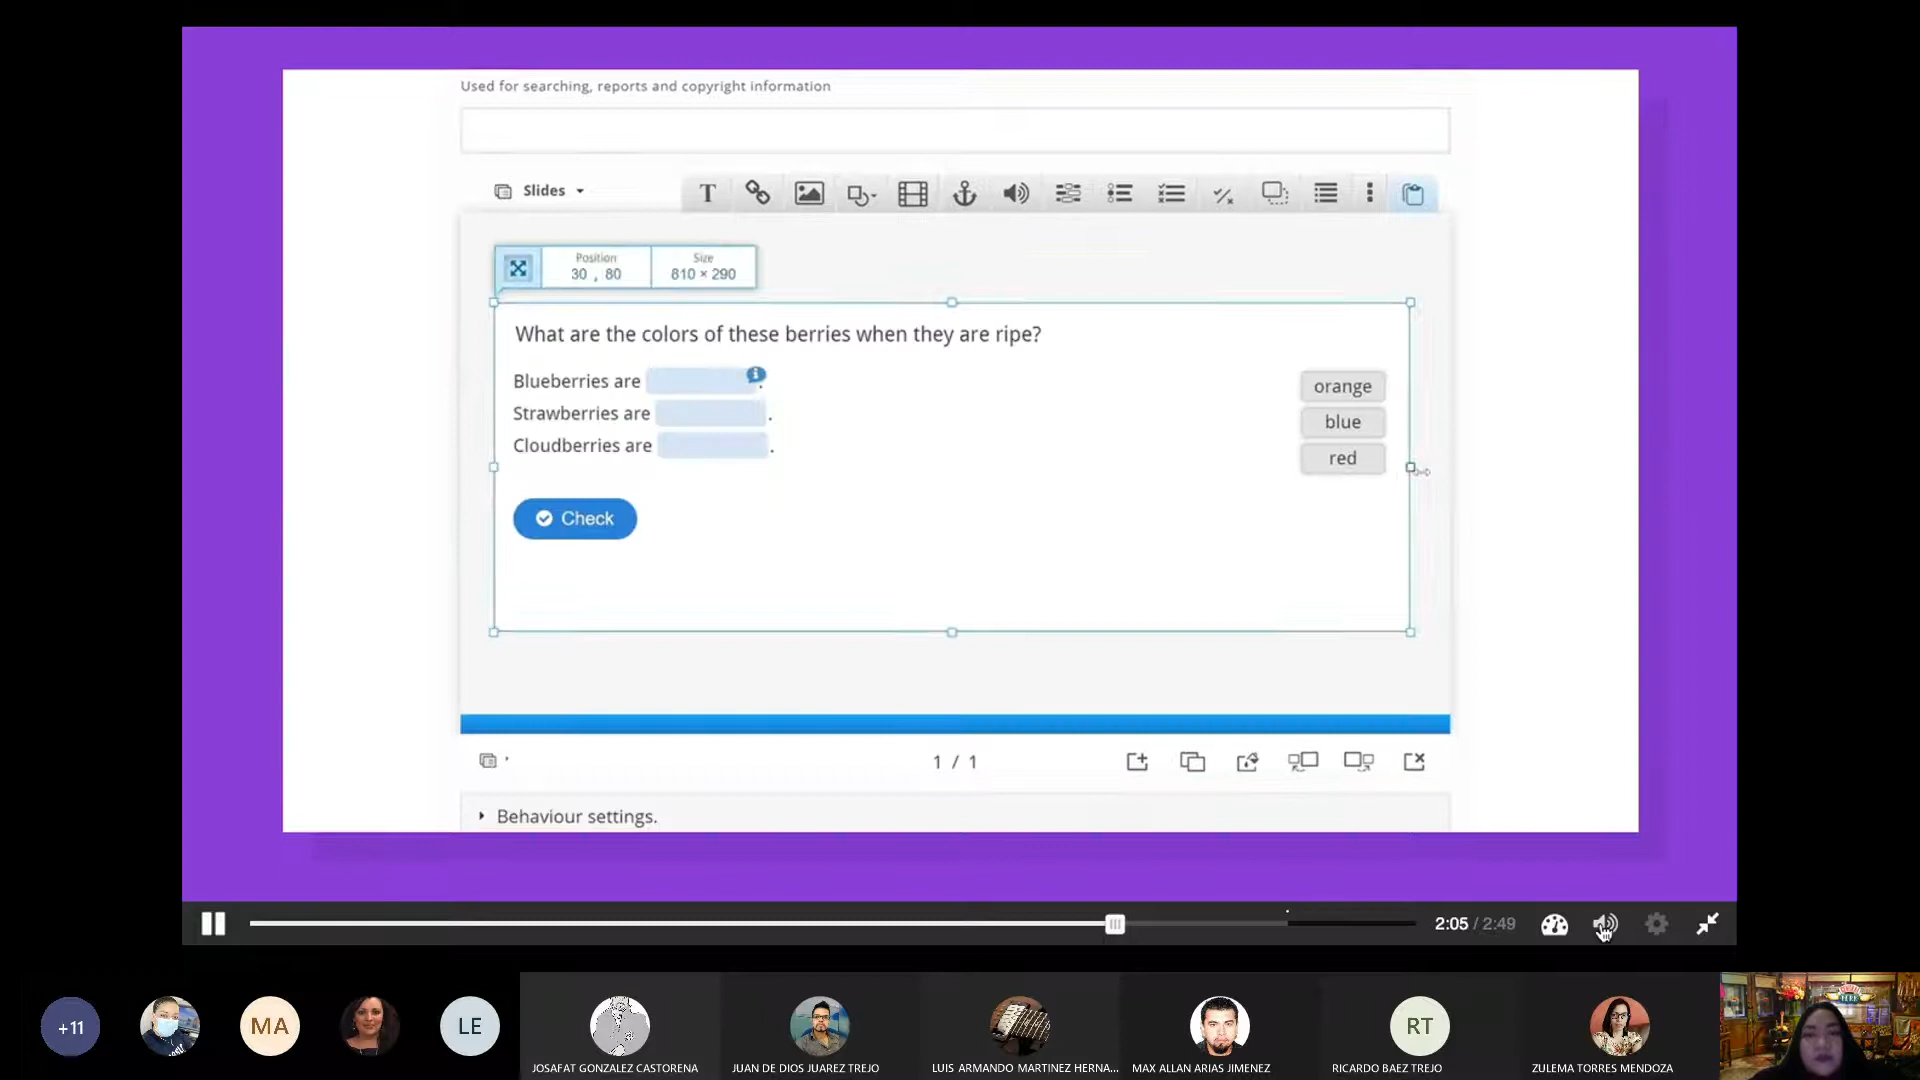 Used for searching, reports and copyright information
Slides
T
Position
30 , 80
Size
810 × 290
What are the colors of these berries when they are ripe?
Blueberries are .
Strawberries are .
Cloudberries are .
orange
blue
red
Check
1 / 1
Behaviour settings.
2:05 / 2:49
+11
MA
LE
RT
JOSAFAT GONZALEZ CASTORENA
JUAN DE DIOS JUAREZ TREJO
LUIS ARMANDO MARTINEZ HERNA...
MAX ALLAN ARIAS JIMENEZ
RICARDO BAEZ TREJO
ZULEMA TORRES MENDOZA